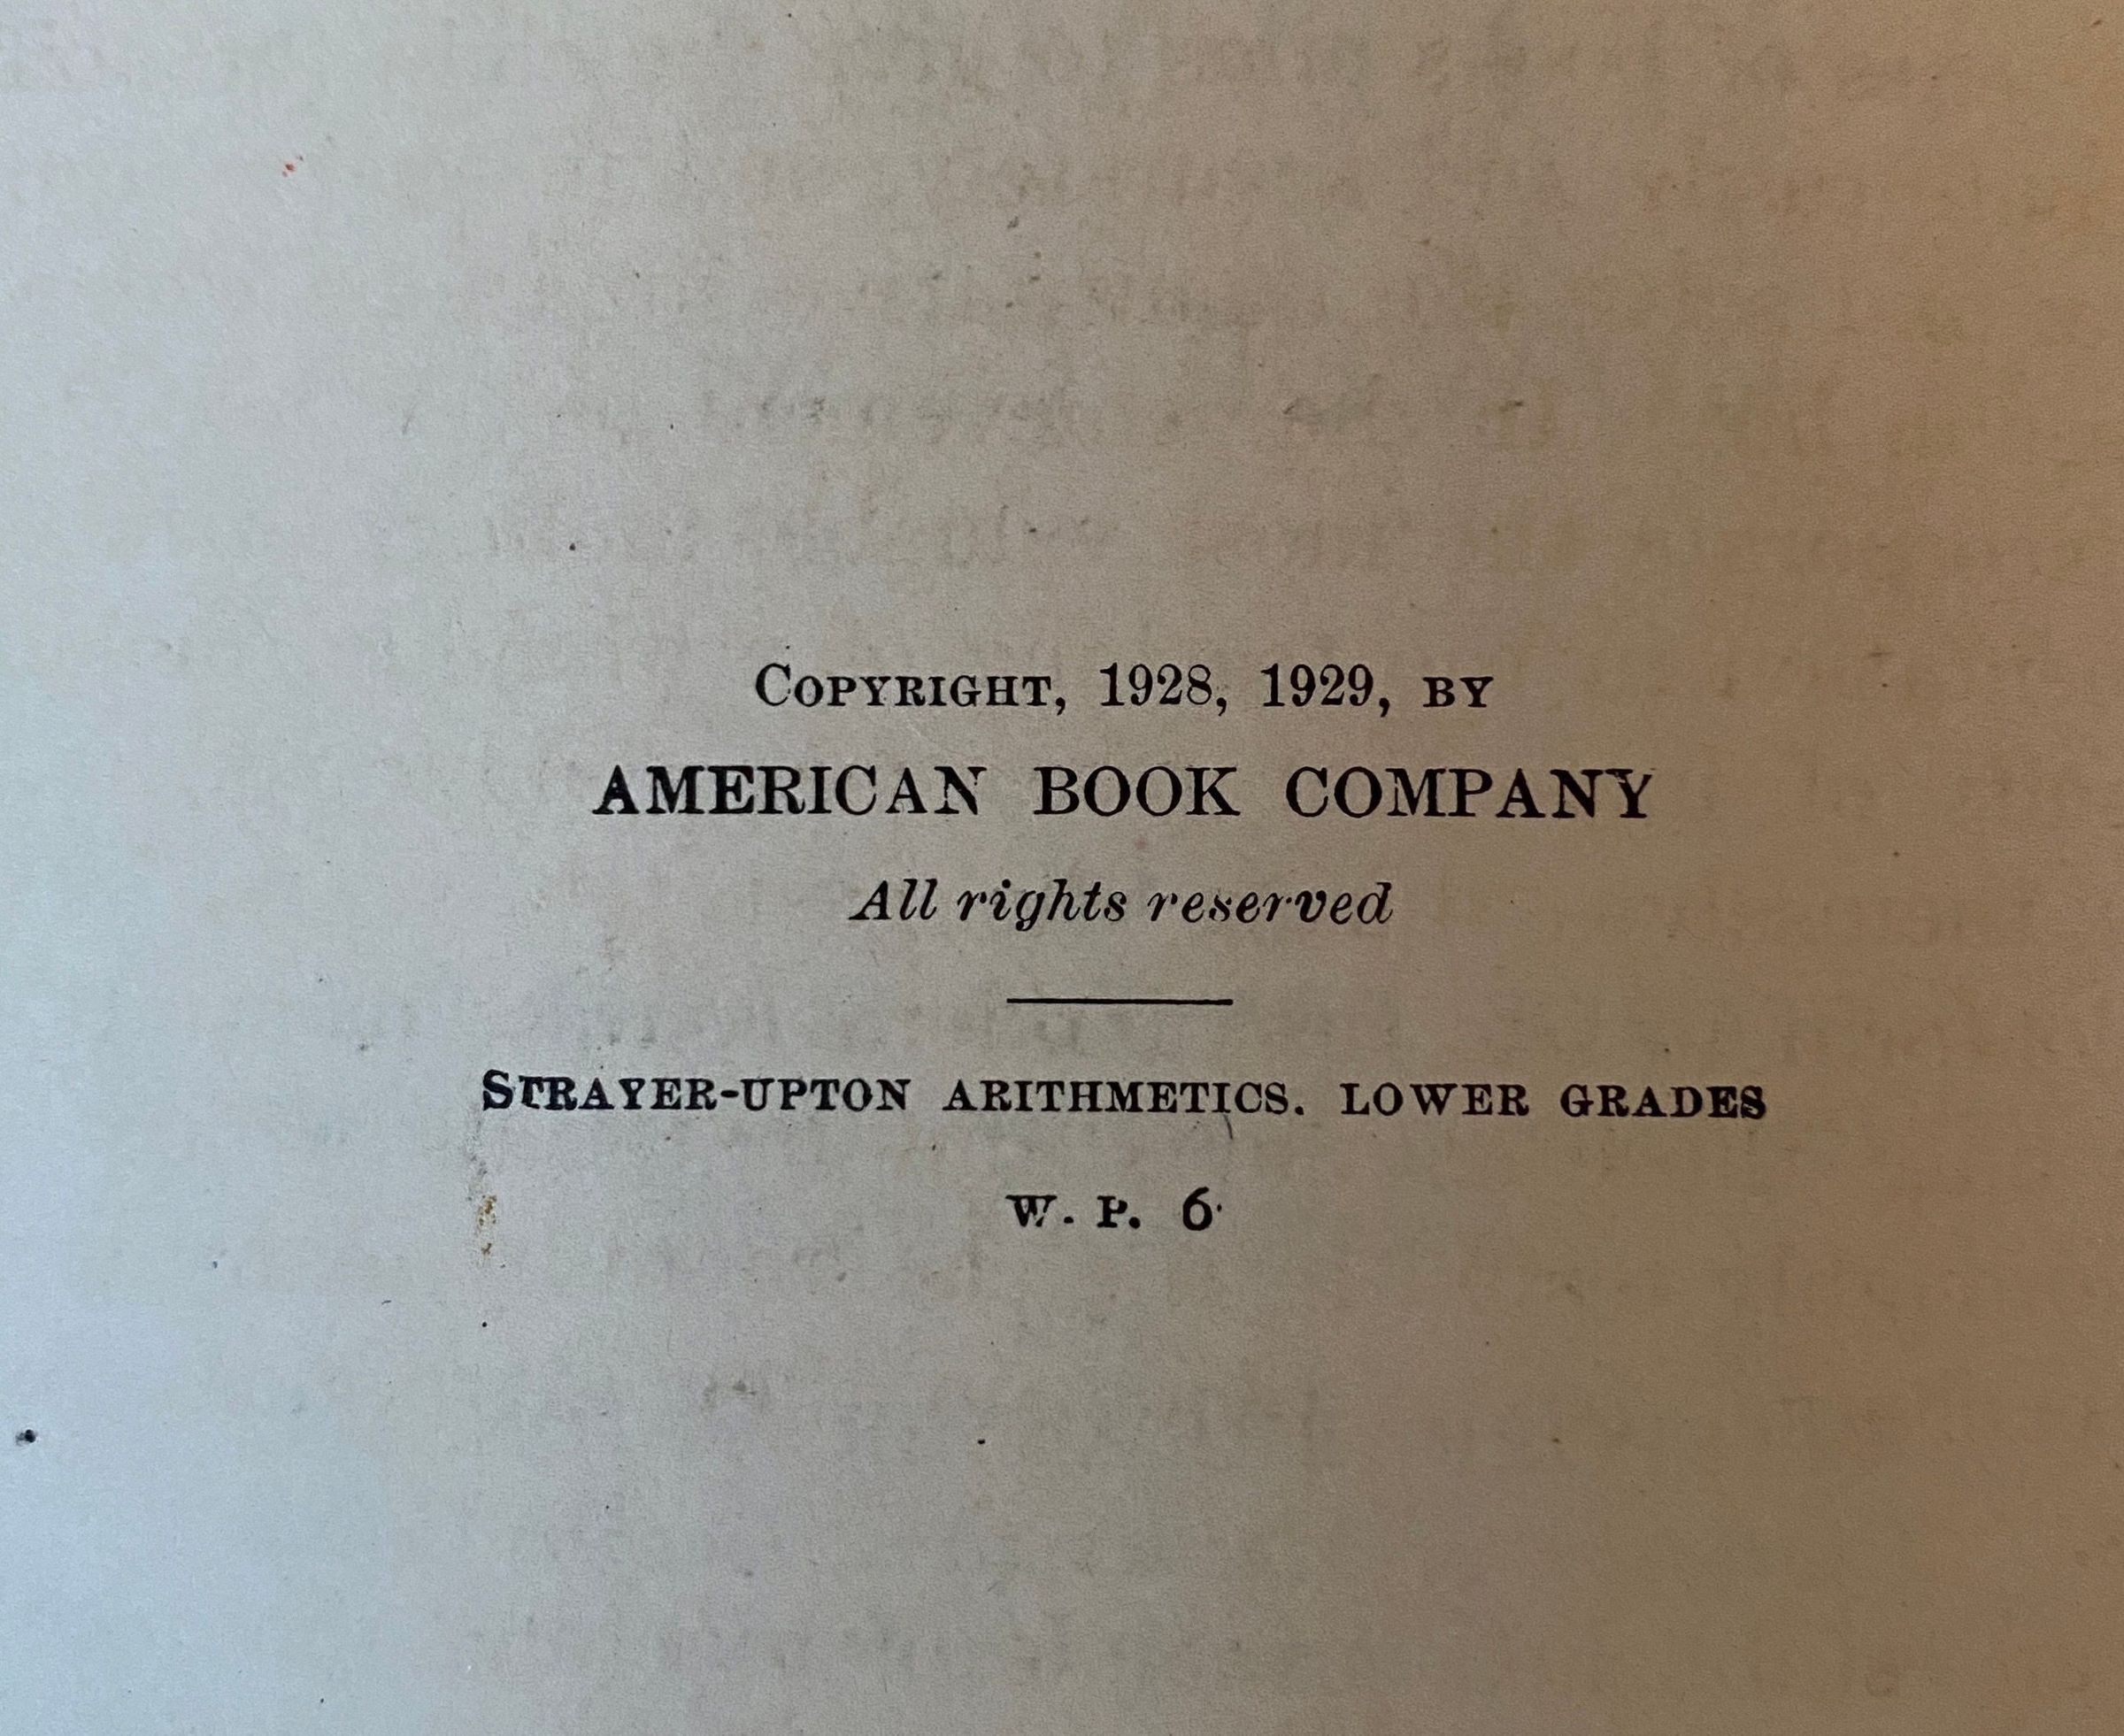 COPYRIGHT, 1928, 1929, BY
AMERICAN BOOK COMPANY
All rights reserved
STRAYER-UPTON ARITHMETICS. LOWER GRADES
W. P. 6